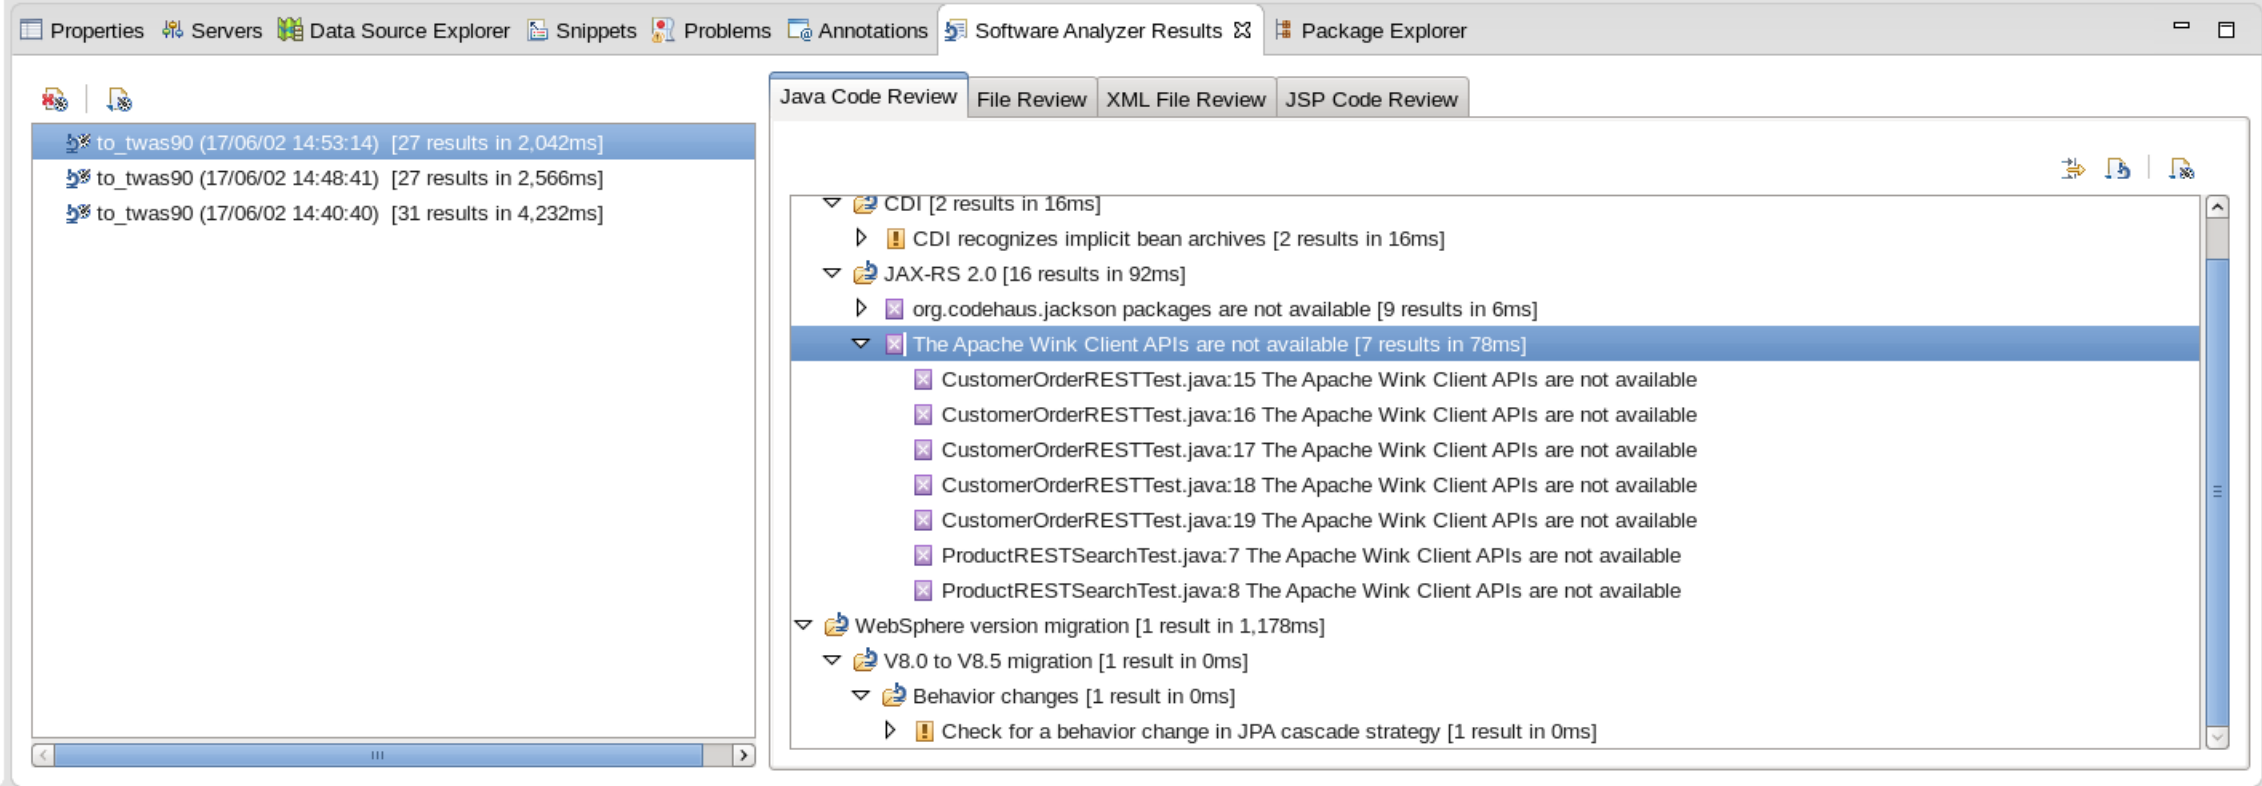 Properties Servers Data Source Explorer Snippets Problems Annotations Software Analyzer Results Package Explorer
to_twas90 (17/06/02 14:53:14) [27 results in 2,042ms]
to_twas90 (17/06/02 14:48:41) [27 results in 2,566ms]
to_twas90 (17/06/02 14:40:40) [31 results in 4,232ms]
Java Code Review File Review XML File Review JSP Code Review
CDI [2 results in 16ms]
CDI recognizes implicit bean archives [2 results in 16ms]
JAX-RS 2.0 [16 results in 92ms]
org.codehaus.jackson packages are not available [9 results in 6ms]
The Apache Wink Client APIs are not available [7 results in 78ms]
CustomerOrderRESTTest.java:15 The Apache Wink Client APIs are not available
CustomerOrderRESTTest.java:16 The Apache Wink Client APIs are not available
CustomerOrderRESTTest.java:17 The Apache Wink Client APIs are not available
CustomerOrderRESTTest.java:18 The Apache Wink Client APIs are not available
CustomerOrderRESTTest.java:19 The Apache Wink Client APIs are not available
ProductRESTSearchTest.java:7 The Apache Wink Client APIs are not available
ProductRESTSearchTest.java:8 The Apache Wink Client APIs are not available
WebSphere version migration [1 result in 1,178ms]
V8.0 to V8.5 migration [1 result in 0ms]
Behavior changes [1 result in 0ms]
Check for a behavior change in JPA cascade strategy [1 result in 0ms]